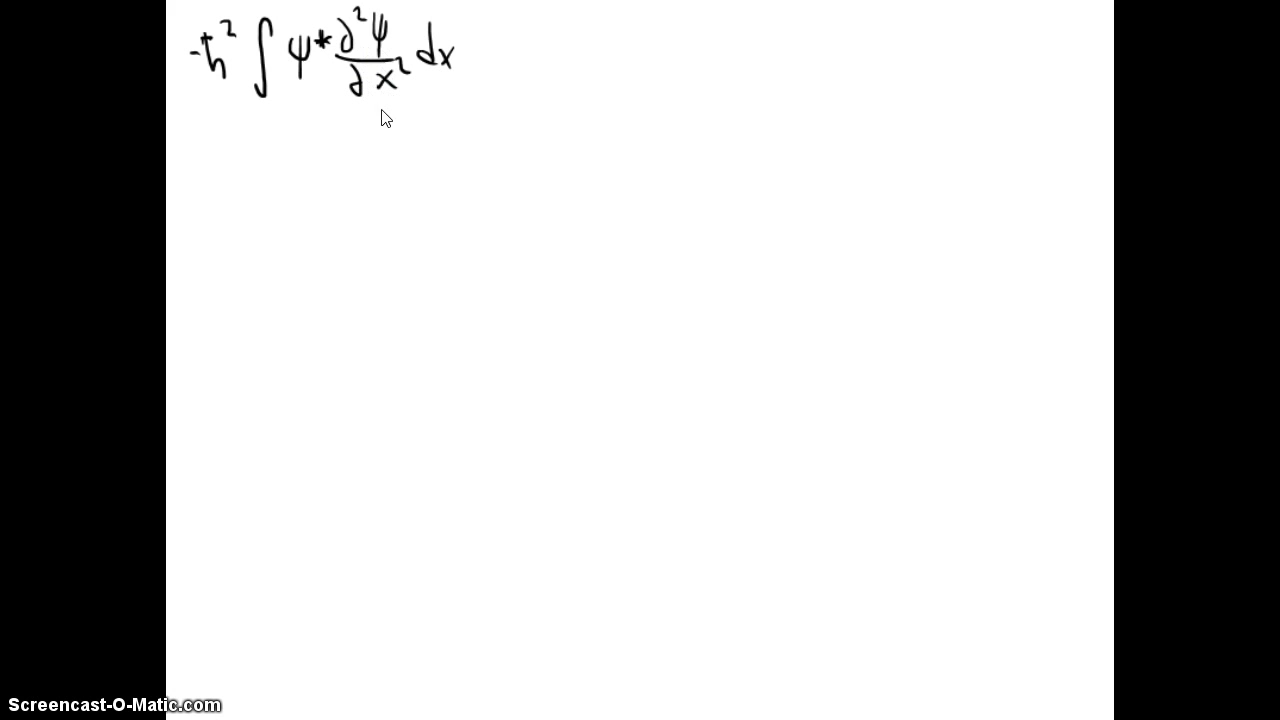 -ħ² ∫ ψ* ∂²ψ/∂x² dx
Screencast-O-Matic.com